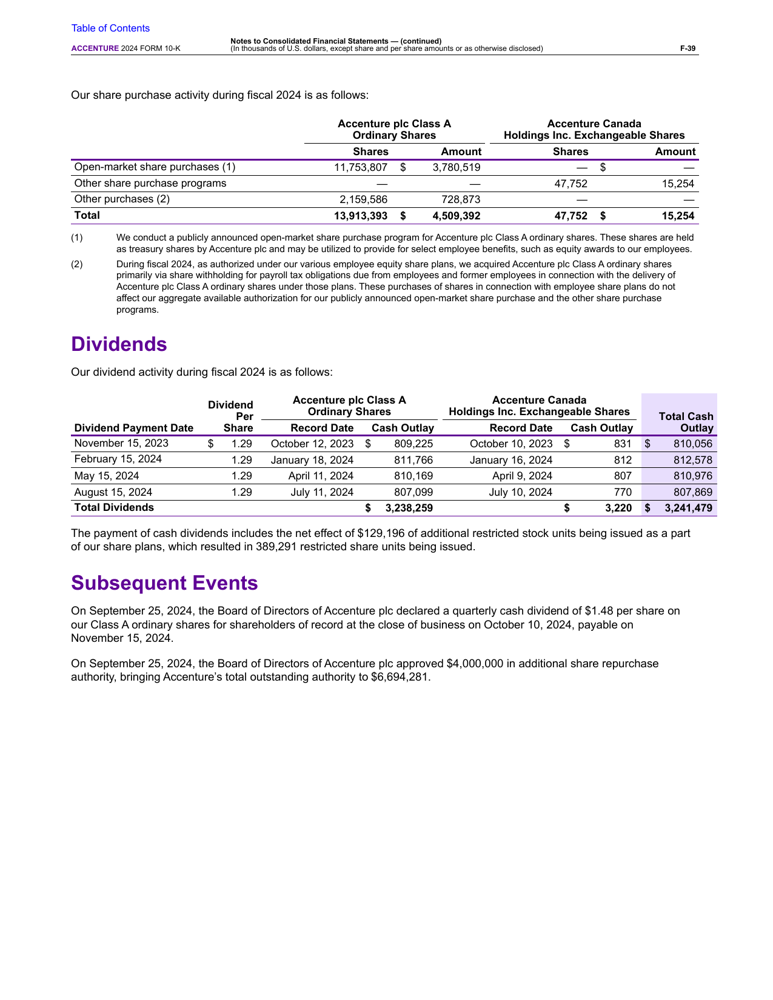 Table of Contents
ACCENTURE 2024 FORM 10-K
Notes to Consolidated Financial Statements — (continued)
(In thousands of U.S. dollars, except share and per share amounts or as otherwise disclosed)
F-39
Our share purchase activity during fiscal 2024 is as follows:
Accenture plc Class A Ordinary Shares Accenture Canada Holdings Inc. Exchangeable Shares
Shares Amount Shares Amount
Open-market share purchases (1) 11,753,807 $ 3,780,519 — $ —
Other share purchase programs — — 47,752 15,254
Other purchases (2) 2,159,586 728,873 — —
Total 13,913,393 $ 4,509,392 47,752 $ 15,254
(1) We conduct a publicly announced open-market share purchase program for Accenture plc Class A ordinary shares. These shares are held
as treasury shares by Accenture plc and may be utilized to provide for select employee benefits, such as equity awards to our employees.
(2) During fiscal 2024, as authorized under our various employee equity share plans, we acquired Accenture plc Class A ordinary shares
primarily via share withholding for payroll tax obligations due from employees and former employees in connection with the delivery of
Accenture plc Class A ordinary shares under those plans. These purchases of shares in connection with employee share plans do not
affect our aggregate available authorization for our publicly announced open-market share purchase and the other share purchase
programs.
Dividends
Our dividend activity during fiscal 2024 is as follows:
Dividend Per Share Accenture plc Class A Ordinary Shares Accenture Canada Holdings Inc. Exchangeable Shares Total Cash Outlay
Dividend Payment Date Record Date Cash Outlay Record Date Cash Outlay
November 15, 2023 $ 1.29 October 12, 2023 $ 809,225 October 10, 2023 $ 831 $ 810,056
February 15, 2024 1.29 January 18, 2024 811,766 January 16, 2024 812 812,578
May 15, 2024 1.29 April 11, 2024 810,169 April 9, 2024 807 810,976
August 15, 2024 1.29 July 11, 2024 807,099 July 10, 2024 770 807,869
Total Dividends $ 3,238,259 $ 3,220 $ 3,241,479
The payment of cash dividends includes the net effect of $129,196 of additional restricted stock units being issued as a part
of our share plans, which resulted in 389,291 restricted share units being issued.
Subsequent Events
On September 25, 2024, the Board of Directors of Accenture plc declared a quarterly cash dividend of $1.48 per share on
our Class A ordinary shares for shareholders of record at the close of business on October 10, 2024, payable on
November 15, 2024.
On September 25, 2024, the Board of Directors of Accenture plc approved $4,000,000 in additional share repurchase
authority, bringing Accenture’s total outstanding authority to $6,694,281.